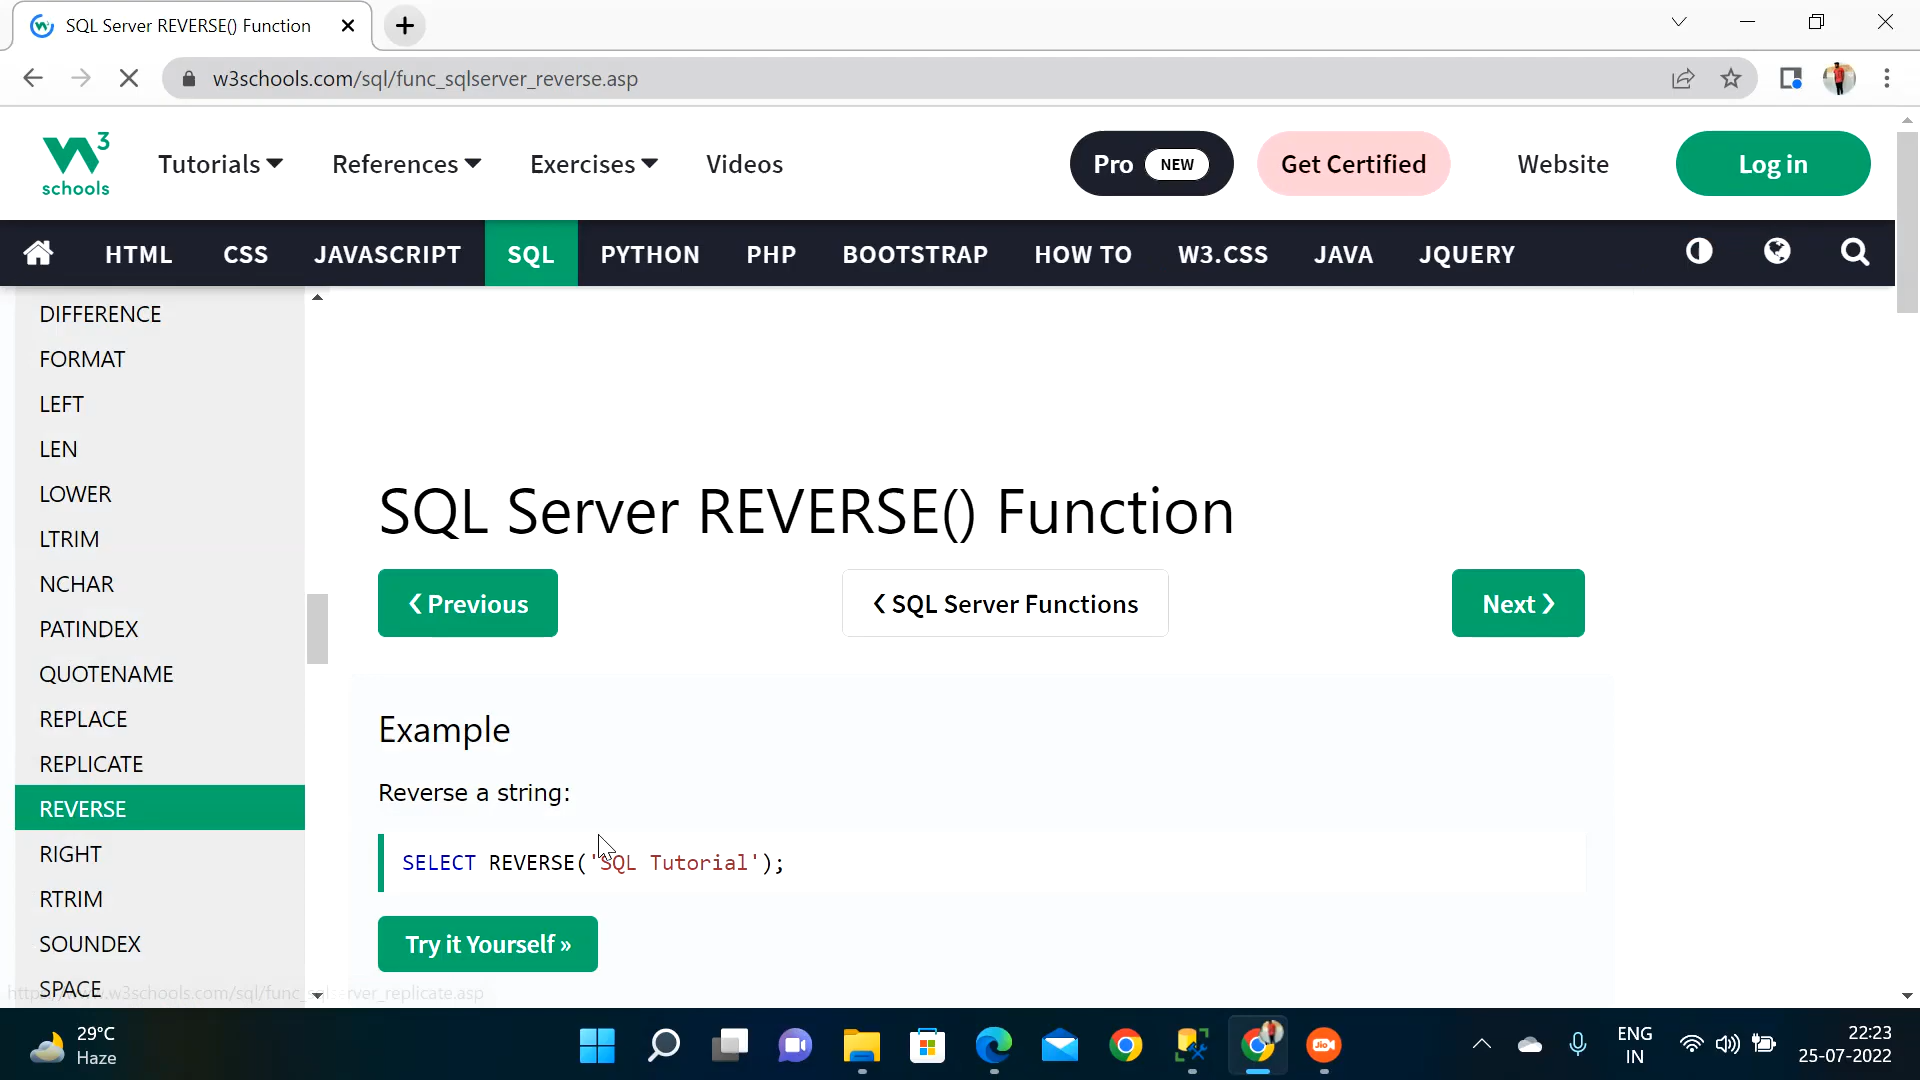 SQL Server REVERSE() Function
w3schools.com/sql/func_sqlserver_reverse.asp
3
schools
Tutorials
References
Exercises
Videos
Pro NEW
Get Certified
Website
Log in
HTML CSS JAVASCRIPT SQL PYTHON PHP BOOTSTRAP HOW TO W3.CSS JAVA JQUERY
DIFFERENCE
FORMAT
LEFT
LEN
LOWER
LTRIM
NCHAR
PATINDEX
QUOTENAME
REPLACE
REPLICATE
REVERSE
RIGHT
RTRIM
SOUNDEX
SPACE
SQL Server REVERSE() Function
❮ Previous
❮ SQL Server Functions
Next ❯
Example
Reverse a string:
SELECT REVERSE('SQL Tutorial');
Try it Yourself »
29°C
Haze
Jio
ENG
IN
22:23
25-07-2022